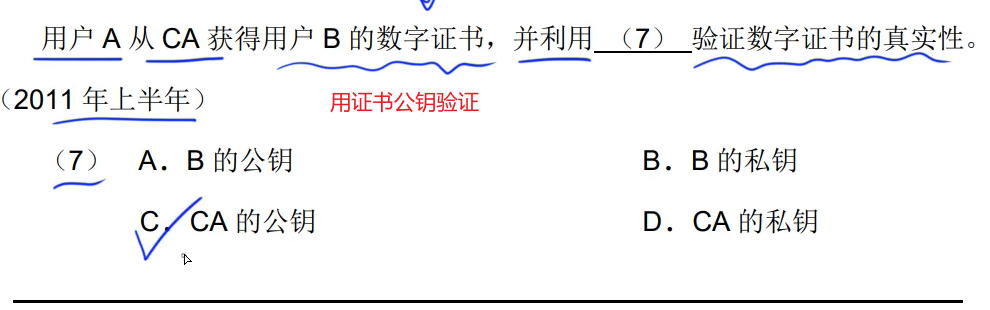 用户 A 从 CA 获得用户 B 的数字证书，并利用 （7） 验证数字证书的真实性。
（2011 年上半年）
用证书公钥验证
（7） A．B 的公钥 B．B 的私钥
C．CA 的公钥 D．CA 的私钥